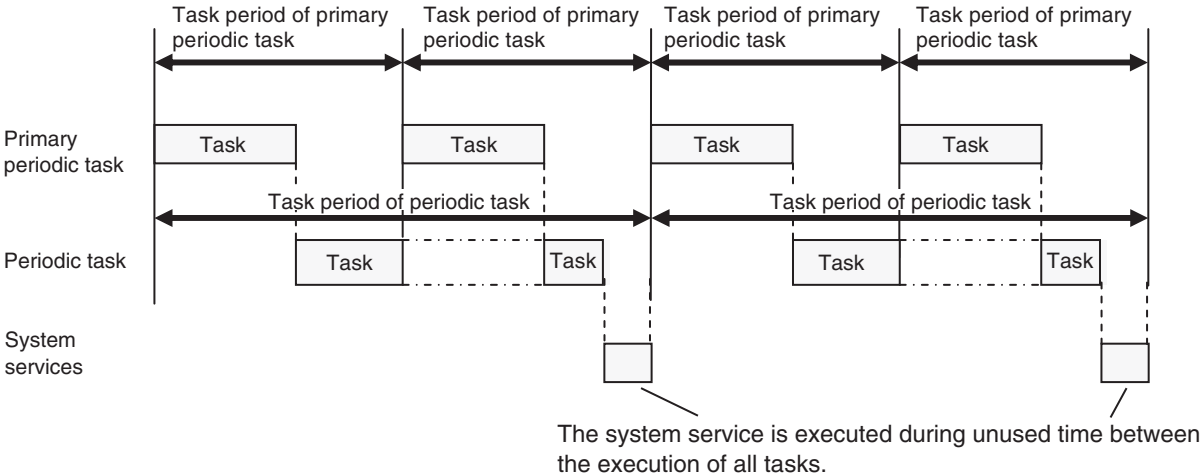 Task period of primary
periodic task
Task period of primary
periodic task
Task period of primary
periodic task
Task period of primary
periodic task
Primary
periodic task
Task
Task
Task
Task
Task period of periodic task
Task period of periodic task
Periodic task
Task
Task
Task
Task
System
services
The system service is executed during unused time between
the execution of all tasks.